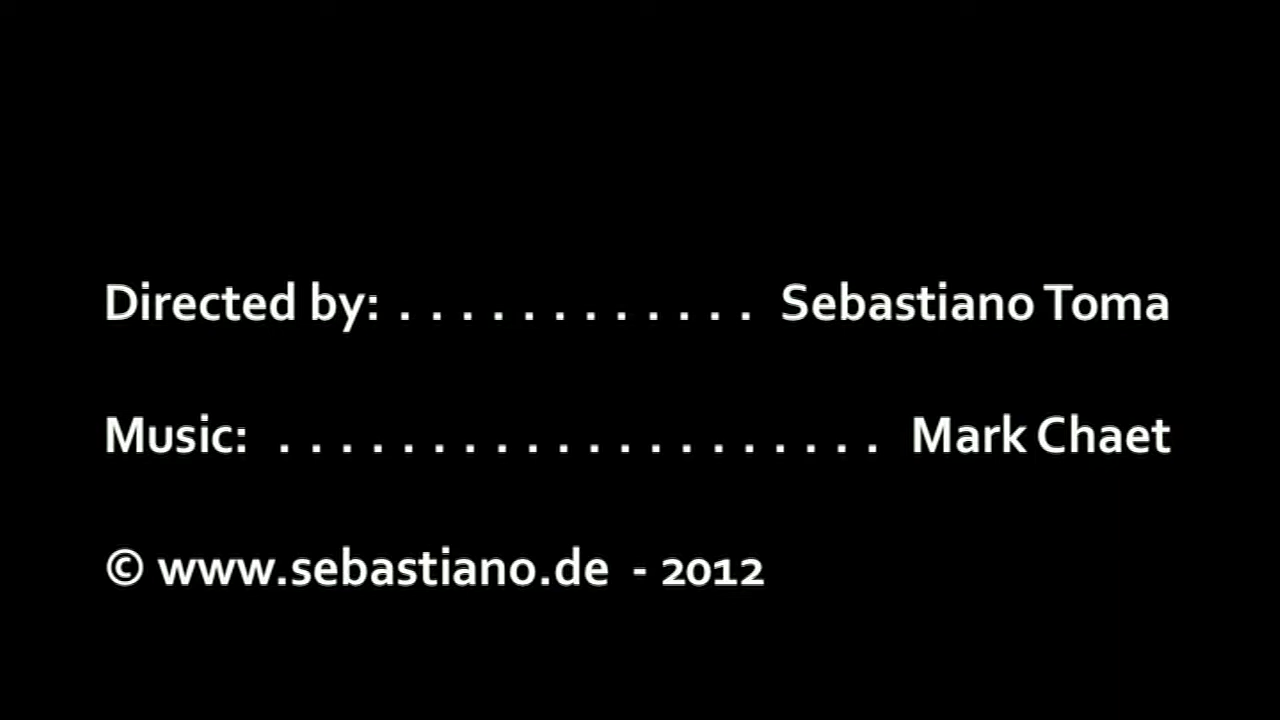 Directed by: . . . . . . . . . . . . Sebastiano Toma
Music: . . . . . . . . . . . . . . . . . . . . Mark Chaet
© www.sebastiano.de - 2012